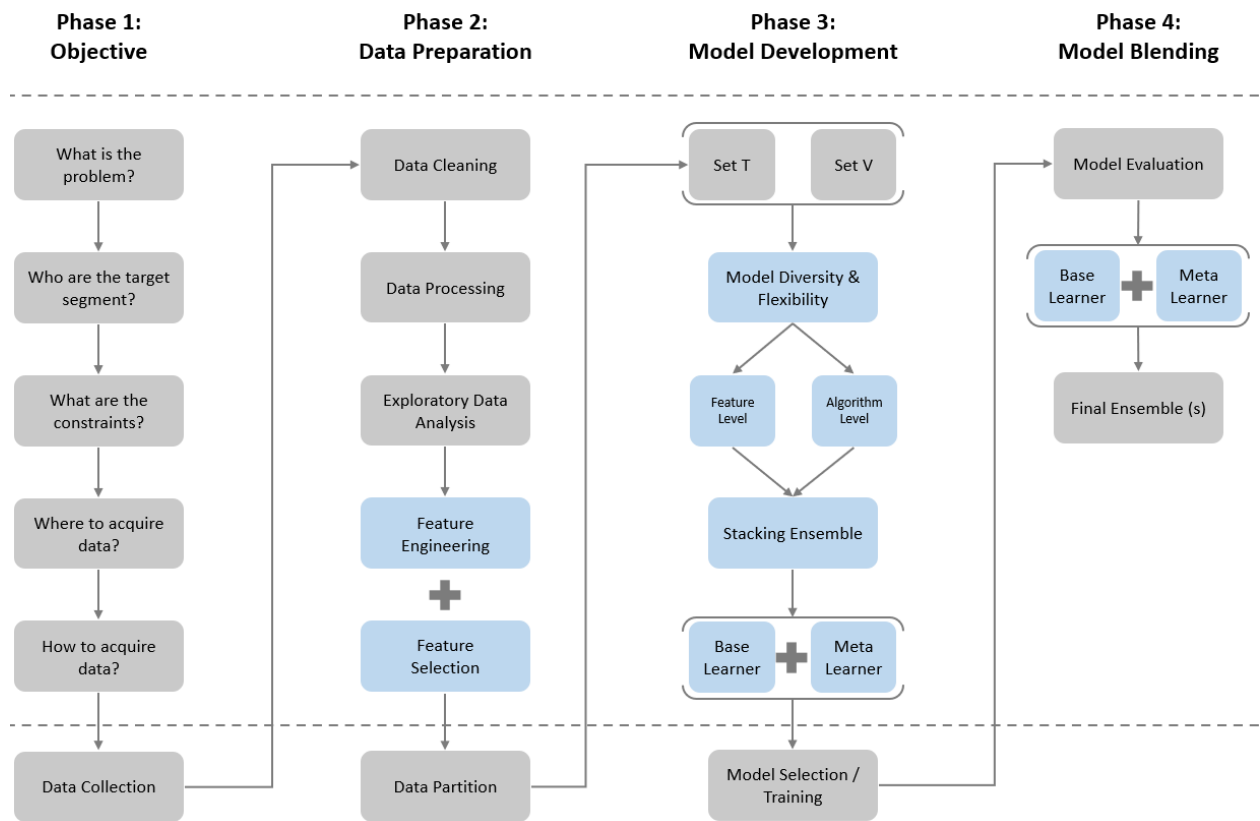 Phase 1:
Objective
Phase 2:
Data Preparation
Phase 3:
Model Development
Phase 4:
Model Blending
What is the
problem?
Who are the target
segment?
What are the
constraints?
Where to acquire
data?
How to acquire
data?
Data Collection
Data Cleaning
Data Processing
Exploratory Data
Analysis
Feature
Engineering
Feature
Selection
Data Partition
Set T
Set V
Model Diversity &
Flexibility
Feature
Level
Algorithm
Level
Stacking Ensemble
Base
Learner
Meta
Learner
Model Selection /
Training
Model Evaluation
Base
Learner
Meta
Learner
Final Ensemble (s)